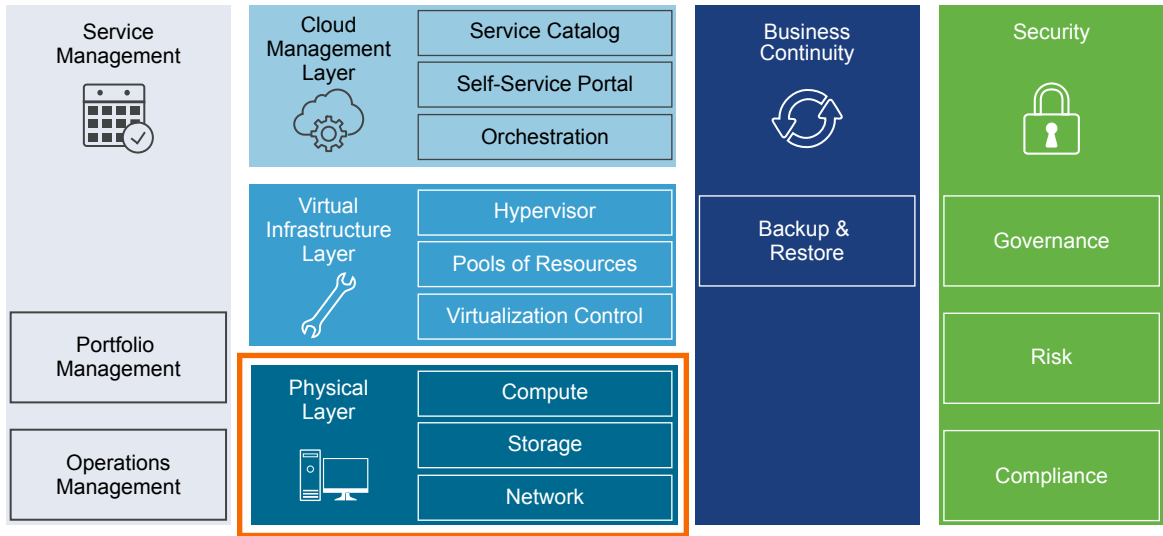 Service
Management
Portfolio
Management
Operations
Management
Cloud
Management
Layer
Service Catalog
Self-Service Portal
Orchestration
Virtual
Infrastructure
Layer
Hypervisor
Pools of Resources
Virtualization Control
Physical
Layer
Compute
Storage
Network
Business
Continuity
Backup &
Restore
Security
Governance
Risk
Compliance